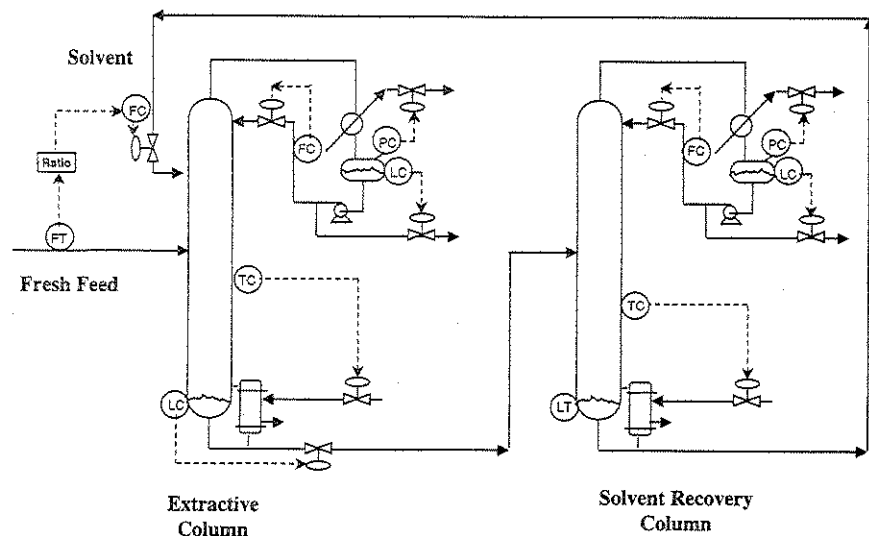 Solvent
FC
Ratio
FT
Fresh Feed
FC
PC
LC
TC
LC
FC
PC
LC
TC
LT
Extractive
Column
Solvent Recovery
Column